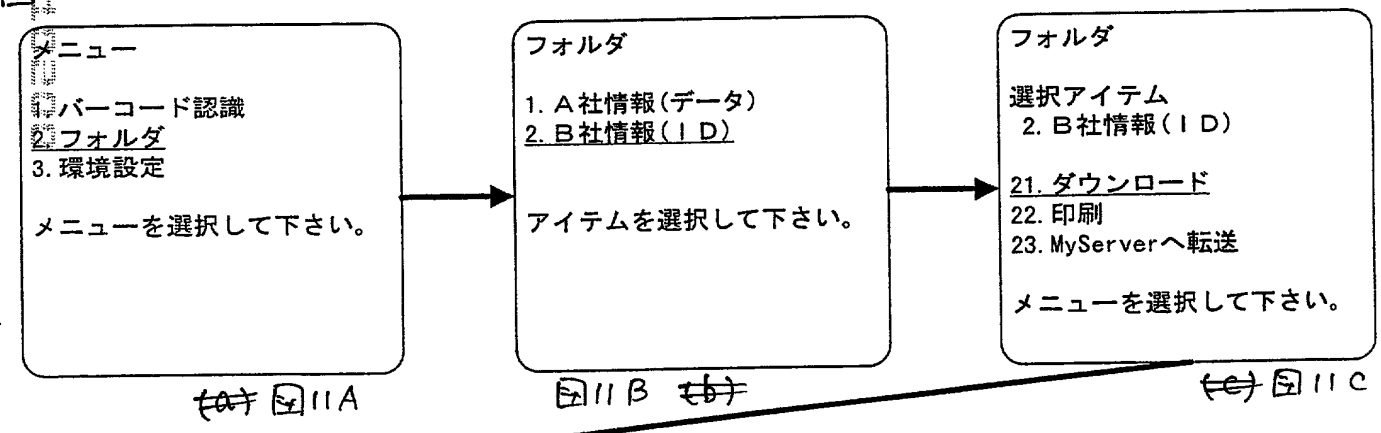 メニュー
1. バーコード認識
2. フォルダ
3. 環境設定
メニューを選択して下さい。
(a) 図11A
フォルダ
1. A社情報(データ)
2. B社情報(ID)
アイテムを選択して下さい。
図11B (b)
フォルダ
選択アイテム
2. B社情報(ID)
21. ダウンロード
22. 印刷
23. MyServerへ転送
メニューを選択して下さい。
(c) 図11C